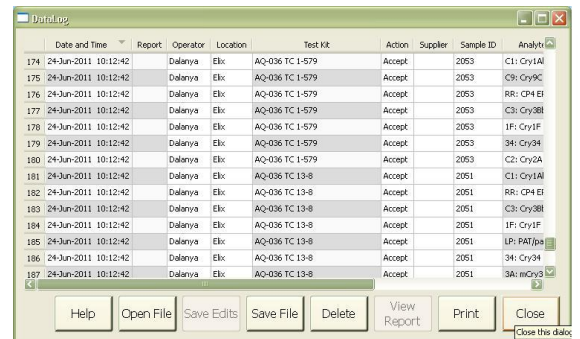 DataLog
Date and Time Report Operator Location Test Kit Action Supplier Sample ID Analyte
174 24-Jun-2011 10:12:42 Dalanya Elix AQ-036 TC 1-579 Accept 2053 C1: Cry1A
175 24-Jun-2011 10:12:42 Dalanya Elix AQ-036 TC 1-579 Accept 2053 C9: Cry9C
176 24-Jun-2011 10:12:42 Dalanya Elix AQ-036 TC 1-579 Accept 2053 RR: CP4 EP
177 24-Jun-2011 10:12:42 Dalanya Elix AQ-036 TC 1-579 Accept 2053 C3: Cry3Bb
178 24-Jun-2011 10:12:42 Dalanya Elix AQ-036 TC 1-579 Accept 2053 1F: Cry1F
179 24-Jun-2011 10:12:42 Dalanya Elix AQ-036 TC 1-579 Accept 2053 34: Cry34
180 24-Jun-2011 10:12:42 Dalanya Elix AQ-036 TC 1-579 Accept 2053 C2: Cry2A
181 24-Jun-2011 10:12:42 Dalanya Elix AQ-036 TC 13-8 Accept 2051 C1: Cry1A
182 24-Jun-2011 10:12:42 Dalanya Elix AQ-036 TC 13-8 Accept 2051 RR: CP4 EP
183 24-Jun-2011 10:12:42 Dalanya Elix AQ-036 TC 13-8 Accept 2051 C3: Cry3Bb
184 24-Jun-2011 10:12:42 Dalanya Elix AQ-036 TC 13-8 Accept 2051 1F: Cry1F
185 24-Jun-2011 10:12:42 Dalanya Elix AQ-036 TC 13-8 Accept 2051 LP: PAT/pa
186 24-Jun-2011 10:12:42 Dalanya Elix AQ-036 TC 13-8 Accept 2051 34: Cry34
187 24-Jun-2011 10:12:42 Dalanya Elix AQ-036 TC 13-8 Accept 2051 3A: mCry3
Help Open File Save Edits Save File Delete View Report Print Close
Close this dialog